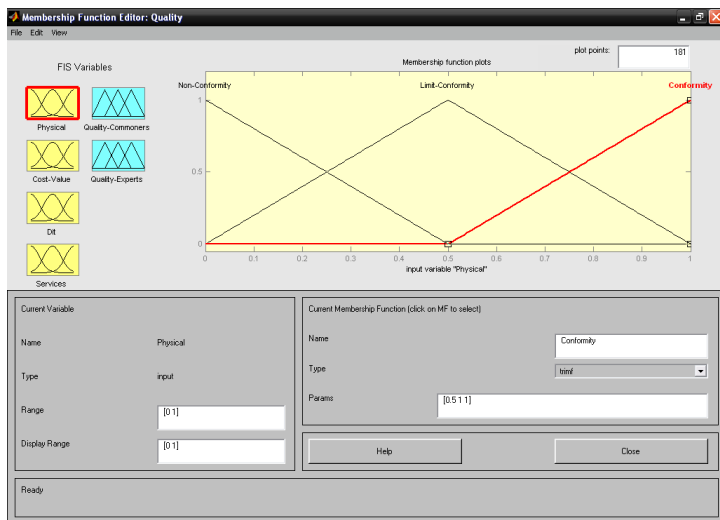 Membership Function Editor: Quality
File Edit View
FIS Variables
plot points: 181
Membership function plots
Physical Quality-Commoners
Cost-Value Quality-Experts
Dlt
Services
Non-Conformity Limit-Conformity Conformity
1
0.5
0
0 0.1 0.2 0.3 0.4 0.5 0.6 0.7 0.8 0.9 1
input variable "Physical"
Current Variable
Name Physical
Type input
Range [0 1]
Display Range [0 1]
Current Membership Function (click on MF to select)
Name Conformity
Type trimf
Params [0.5 1 1]
Help Close
Ready